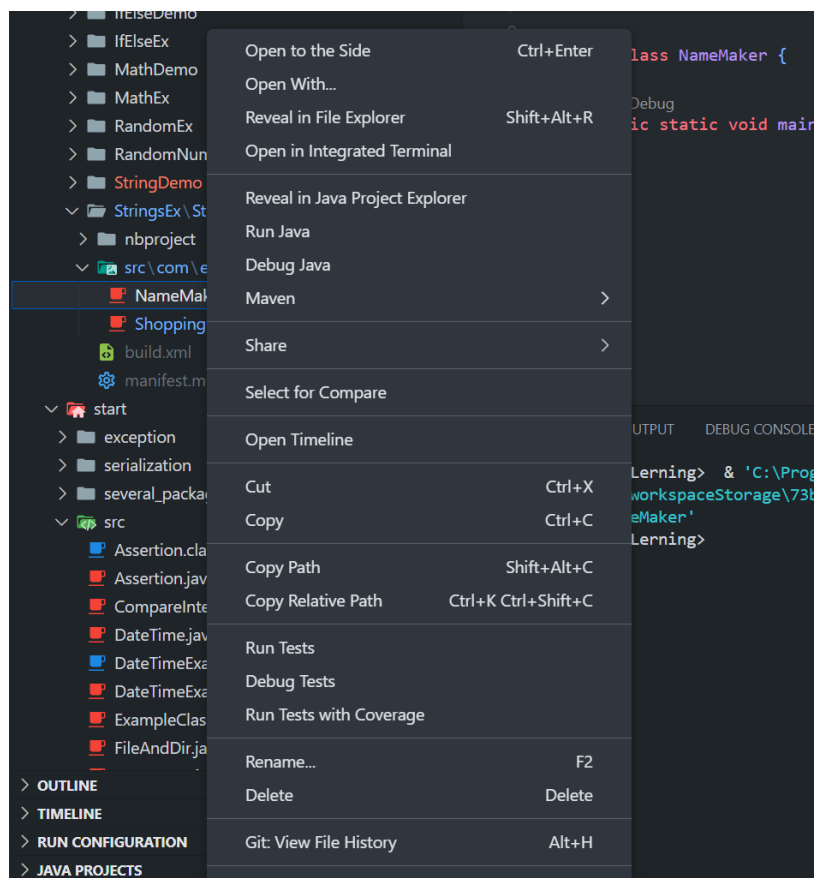 IfElseDemo
IfElseEx
MathDemo
MathEx
RandomEx
RandomNum
StringDemo
StringsEx\St
nbproject
src\com\e
NameMak
Shopping
build.xml
manifest.m
start
exception
serialization
several_packag
src
Assertion.cla
Assertion.jav
CompareInte
DateTime.jav
DateTimeExa
DateTimeExa
ExampleClas
FileAndDir.ja
OUTLINE
TIMELINE
RUN CONFIGURATION
JAVA PROJECTS
Open to the Side Ctrl+Enter
Open With...
Reveal in File Explorer Shift+Alt+R
Open in Integrated Terminal
Reveal in Java Project Explorer
Run Java
Debug Java
Maven
Share
Select for Compare
Open Timeline
Cut Ctrl+X
Copy Ctrl+C
Copy Path Shift+Alt+C
Copy Relative Path Ctrl+K Ctrl+Shift+C
Run Tests
Debug Tests
Run Tests with Coverage
Rename... F2
Delete Delete
Git: View File History Alt+H
lass NameMaker {
Debug
ic static void main
UTPUT DEBUG CONSOLE
Lerning> & 'C:\Prog
workspaceStorage\73b
eMaker'
Lerning>